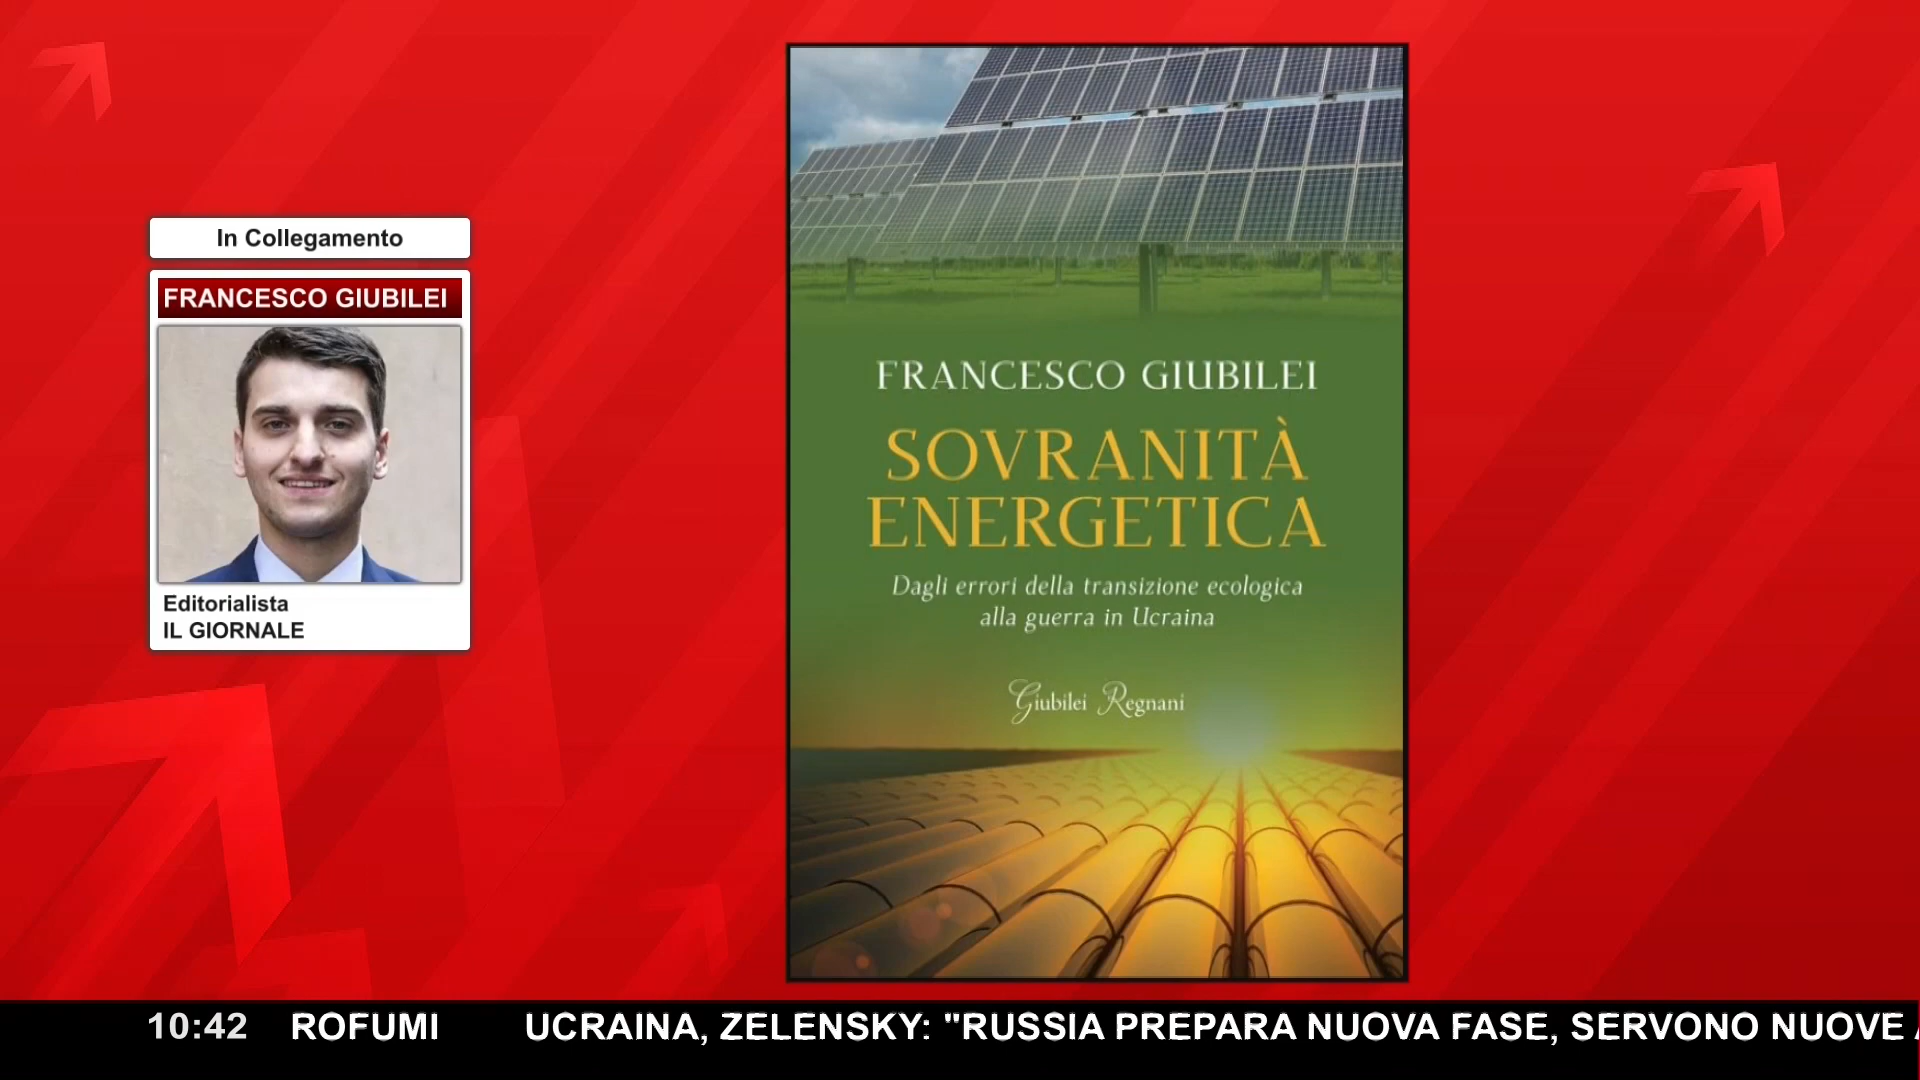 In Collegamento
FRANCESCO GIUBILEI
Editorialista
IL GIORNALE
FRANCESCO GIUBILEI
SOVRANITÀ
ENERGETICA
Dagli errori della transizione ecologica
alla guerra in Ucraina
Giubilei Regnani
10:42 ROFUMI UCRAINA, ZELENSKY: "RUSSIA PREPARA NUOVA FASE, SERVONO NUOVE